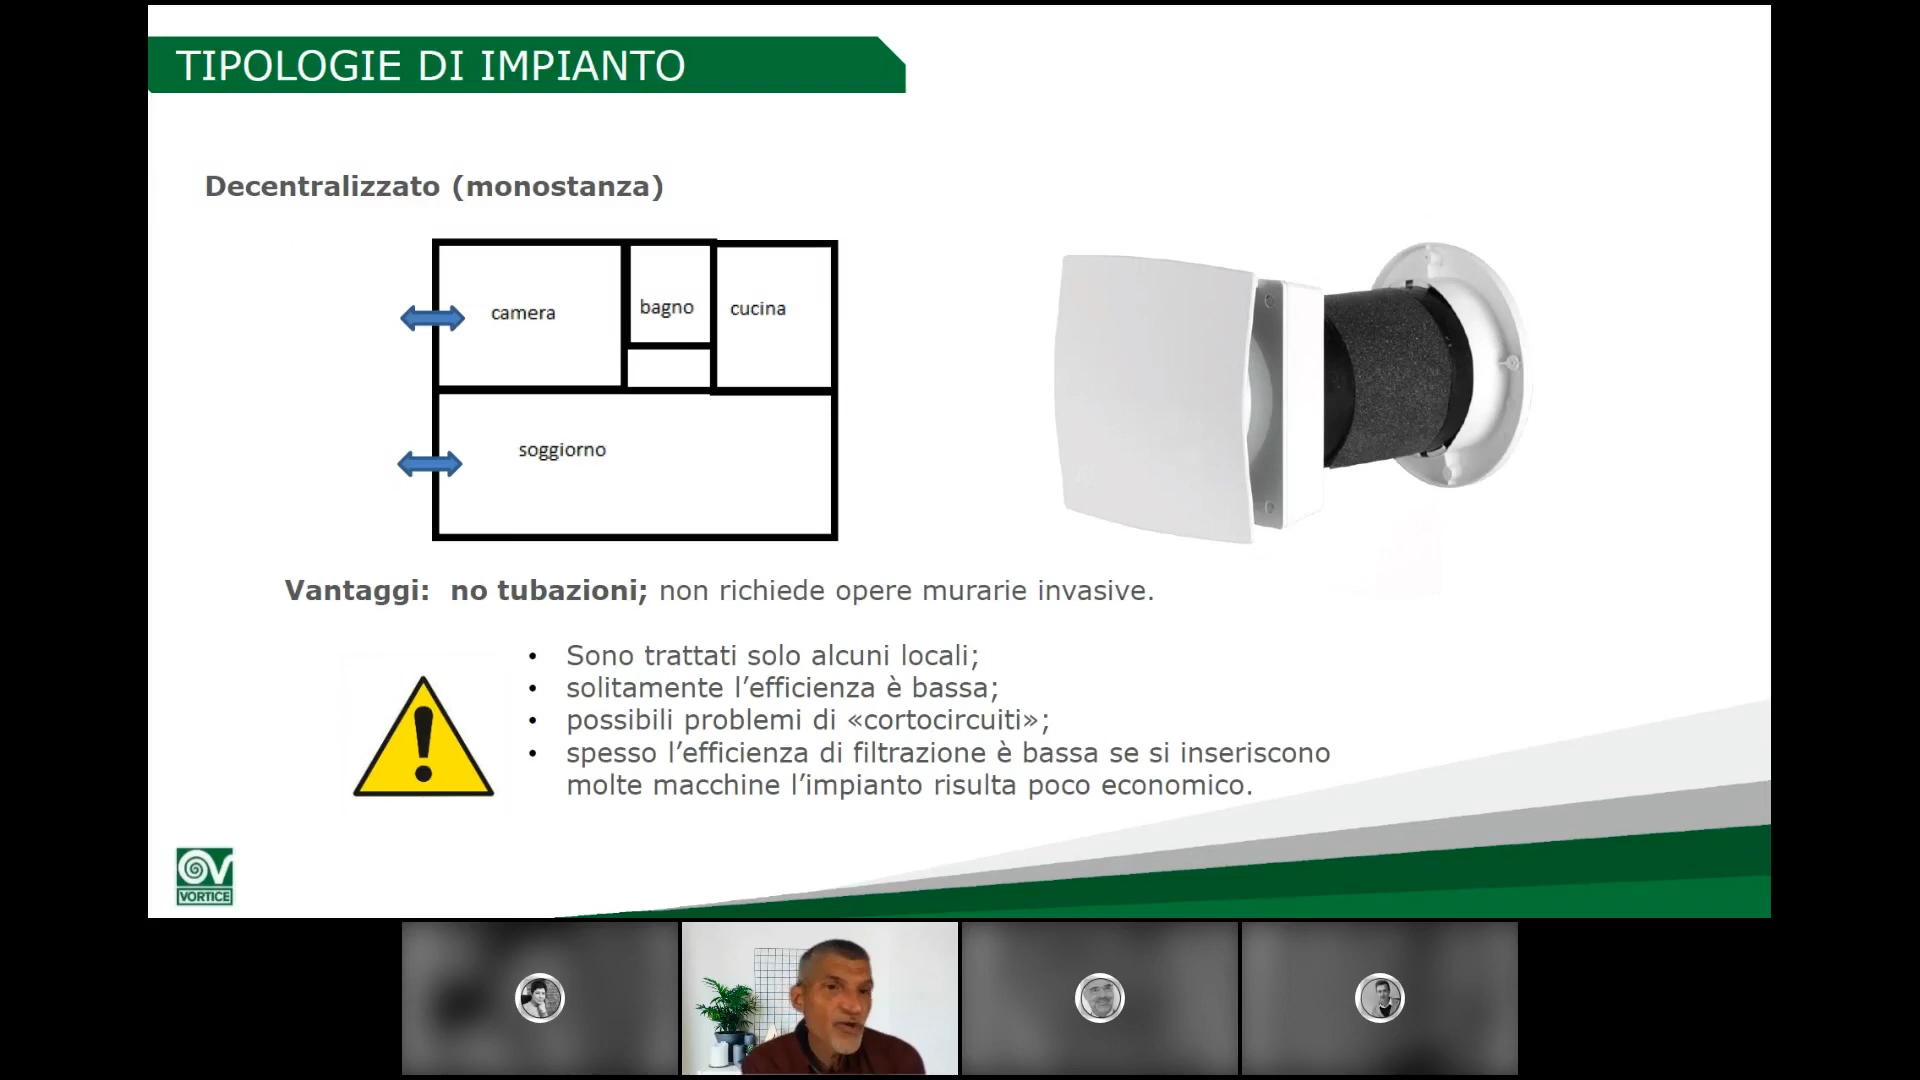 TIPOLOGIE DI IMPIANTO
Decentralizzato (monostanza)
camera
bagno
cucina
soggiorno
Vantaggi: no tubazioni; non richiede opere murarie invasive.
• Sono trattati solo alcuni locali;
• solitamente l’efficienza è bassa;
• possibili problemi di «cortocircuiti»;
• spesso l’efficienza di filtrazione è bassa se si inseriscono
molte macchine l’impianto risulta poco economico.
VORTICE